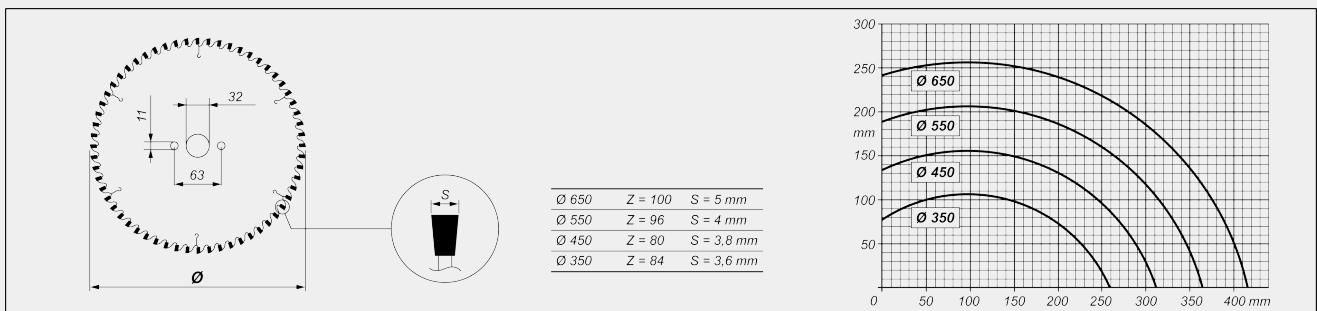 32
11
63
Ø
S
Ø 650 Z = 100 S = 5 mm
Ø 550 Z = 96 S = 4 mm
Ø 450 Z = 80 S = 3,8 mm
Ø 350 Z = 84 S = 3,6 mm
300
250
200
mm
150
100
50
Ø 650
Ø 550
Ø 450
Ø 350
0 50 100 150 200 250 300 350 400 mm